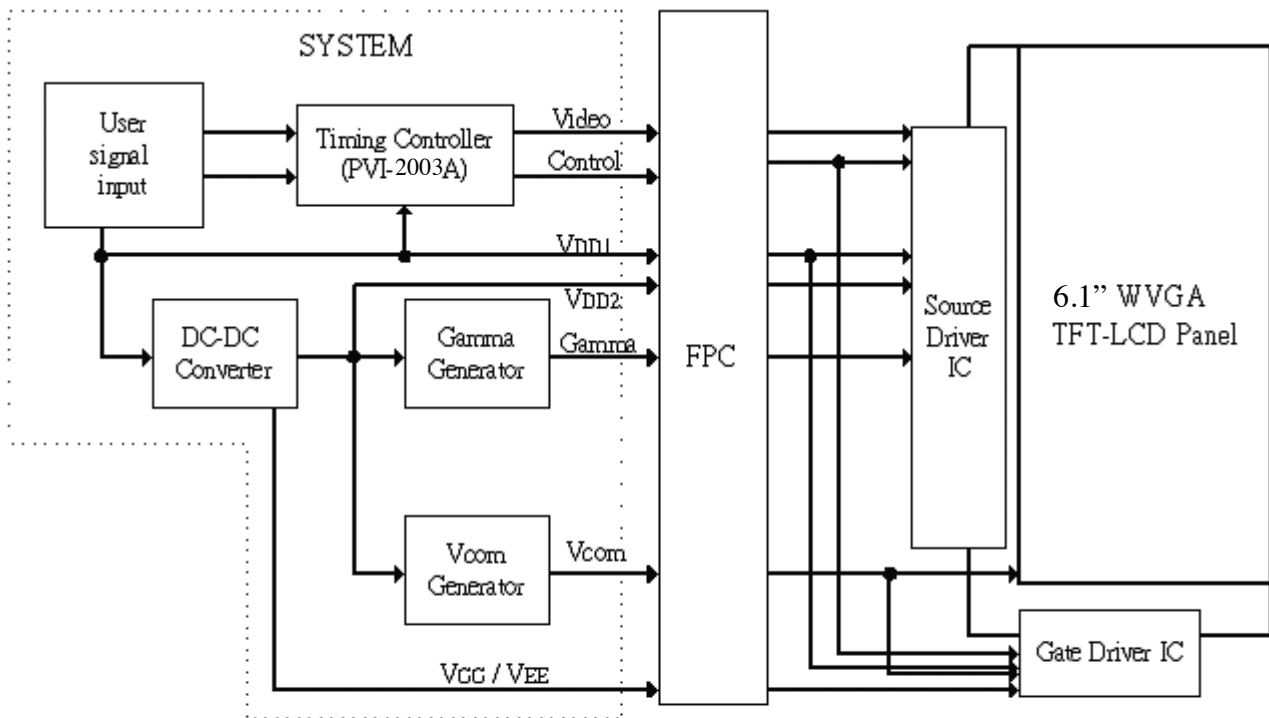 SYSTEM
User
signal
input
Timing Controller
(PVI-2003A)
Video
Control
VDD1
VDD2
DC-DC
Converter
Gamma
Generator
Gamma
FPC
Source
Driver
IC
6.1” WVGA
TFT-LCD Panel
Vcom
Generator
Vcom
VGG / VEE
Gate Driver IC